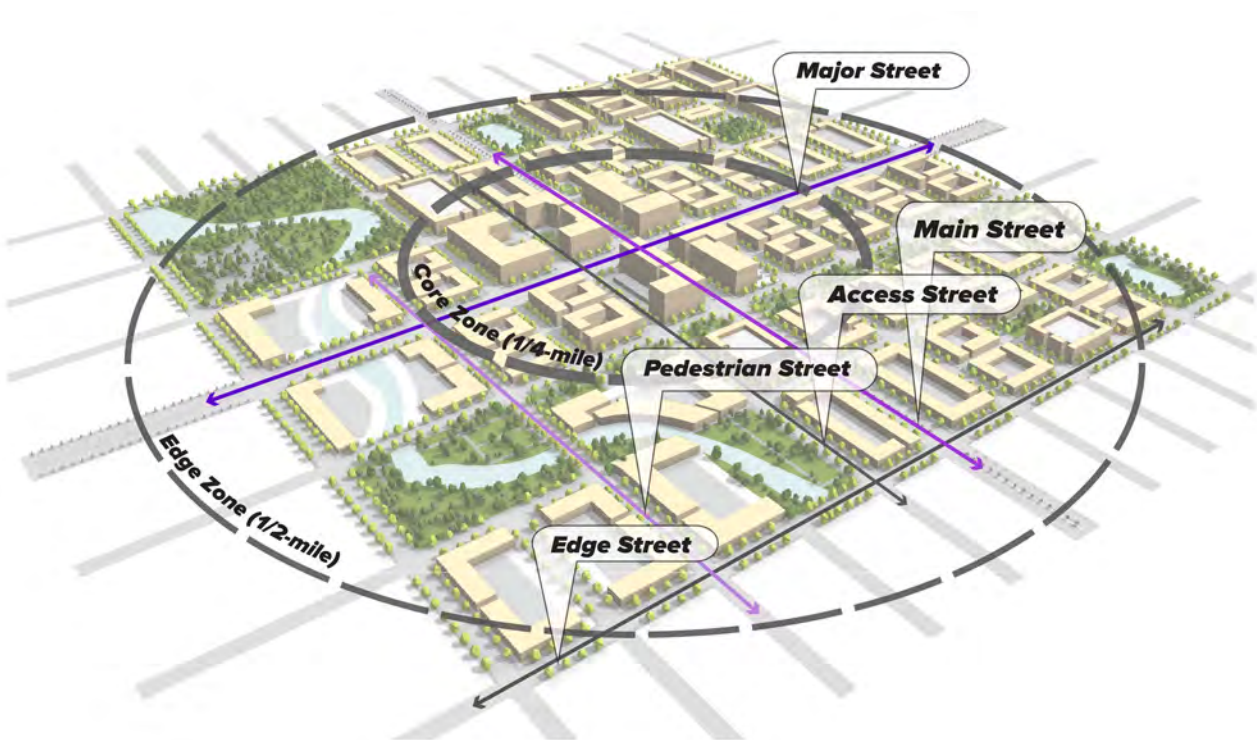 Major Street
Main Street
Access Street
Core Zone (1/4-mile)
Pedestrian Street
Edge Zone (1/2-mile)
Edge Street